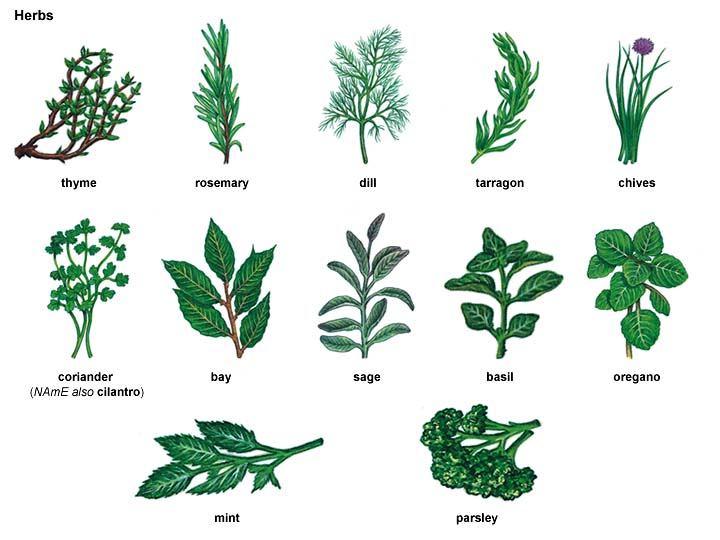 Herbs
thyme
rosemary
dill
tarragon
chives
coriander
(NAmE also cilantro)
bay
sage
basil
oregano
mint
parsley